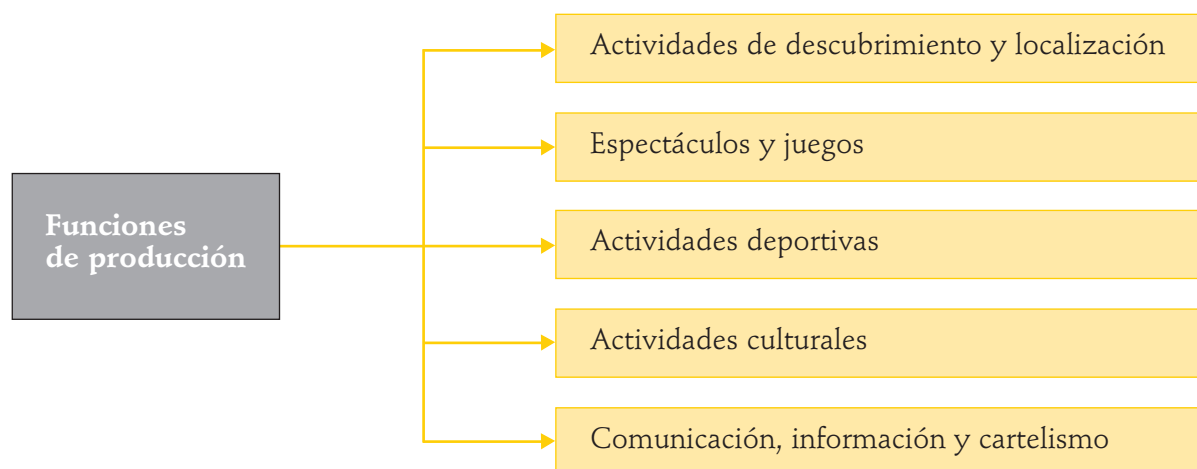 Funciones
de producción
Actividades de descubrimiento y localización
Espectáculos y juegos
Actividades deportivas
Actividades culturales
Comunicación, información y cartelismo